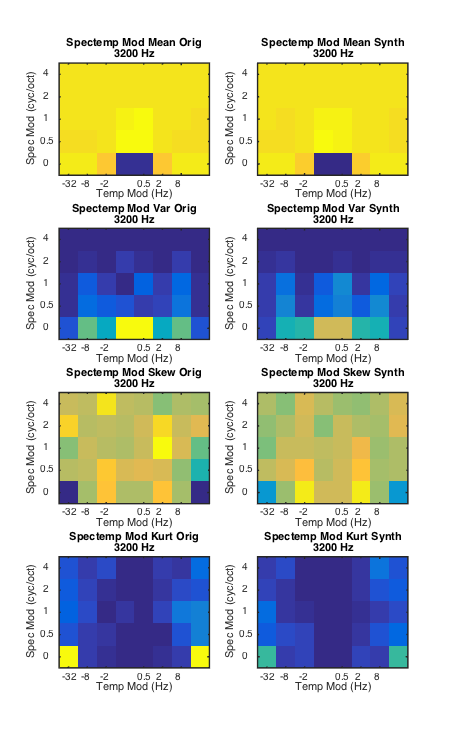 Spectemp Mod Mean Orig
3200 Hz
Spec Mod (cyc/oct)
4
2
1
0.5
0
-32 -8 -2 0.5 2 8
Temp Mod (Hz)
Spectemp Mod Mean Synth
3200 Hz
Spec Mod (cyc/oct)
4
2
1
0.5
0
-32 -8 -2 0.5 2 8
Temp Mod (Hz)
Spectemp Mod Var Orig
3200 Hz
Spec Mod (cyc/oct)
4
2
1
0.5
0
-32 -8 -2 0.5 2 8
Temp Mod (Hz)
Spectemp Mod Var Synth
3200 Hz
Spec Mod (cyc/oct)
4
2
1
0.5
0
-32 -8 -2 0.5 2 8
Temp Mod (Hz)
Spectemp Mod Skew Orig
3200 Hz
Spec Mod (cyc/oct)
4
2
1
0.5
0
-32 -8 -2 0.5 2 8
Temp Mod (Hz)
Spectemp Mod Skew Synth
3200 Hz
Spec Mod (cyc/oct)
4
2
1
0.5
0
-32 -8 -2 0.5 2 8
Temp Mod (Hz)
Spectemp Mod Kurt Orig
3200 Hz
Spec Mod (cyc/oct)
4
2
1
0.5
0
-32 -8 -2 0.5 2 8
Temp Mod (Hz)
Spectemp Mod Kurt Synth
3200 Hz
Spec Mod (cyc/oct)
4
2
1
0.5
0
-32 -8 -2 0.5 2 8
Temp Mod (Hz)